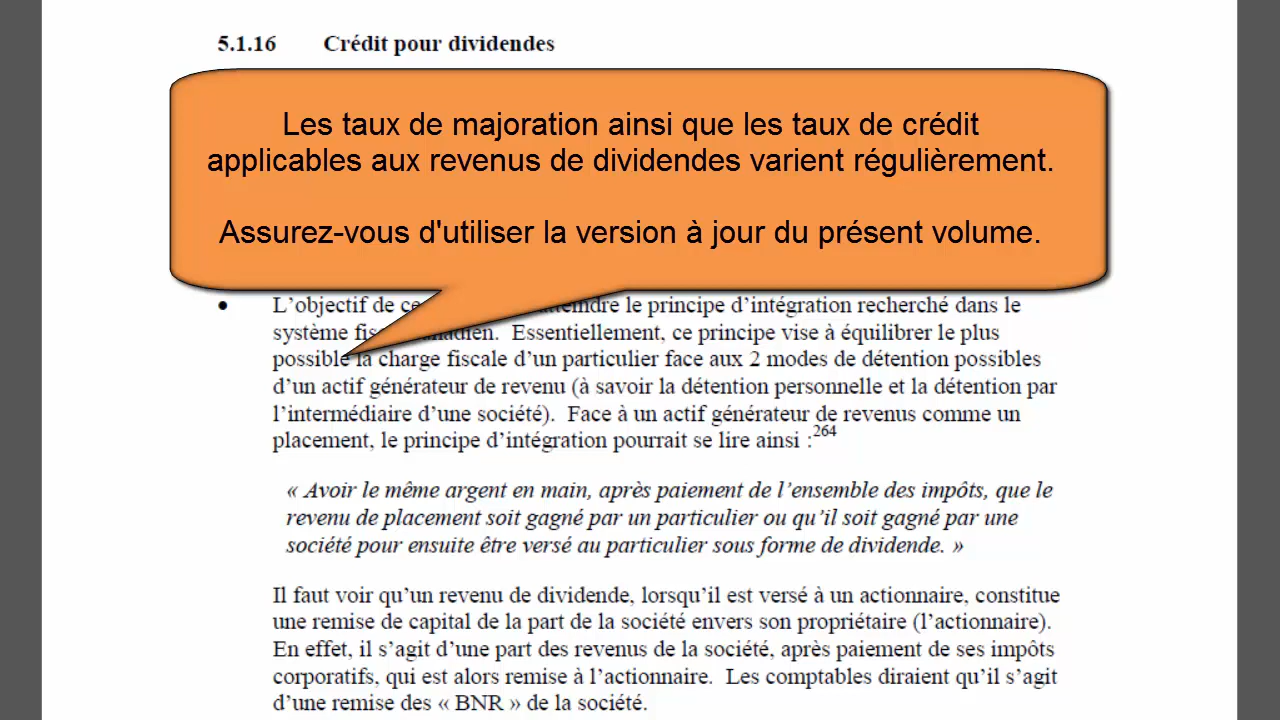 5.1.16 Crédit pour dividendes
Les taux de majoration ainsi que les taux de crédit
applicables aux revenus de dividendes varient régulièrement.
Assurez-vous d'utiliser la version à jour du présent volume.
• L'objectif de ce atteindre le principe d'intégration recherché dans le
système fiscal canadien. Essentiellement, ce principe vise à équilibrer le plus
possible la charge fiscale d'un particulier face aux 2 modes de détention possibles
d'un actif générateur de revenu (à savoir la détention personnelle et la détention par
l'intermédiaire d'une société). Face à un actif générateur de revenus comme un
placement, le principe d'intégration pourrait se lire ainsi :264
« Avoir le même argent en main, après paiement de l'ensemble des impôts, que le
revenu de placement soit gagné par un particulier ou qu'il soit gagné par une
société pour ensuite être versé au particulier sous forme de dividende. »
Il faut voir qu'un revenu de dividende, lorsqu'il est versé à un actionnaire, constitue
une remise de capital de la part de la société envers son propriétaire (l'actionnaire).
En effet, il s'agit d'une part des revenus de la société, après paiement de ses impôts
corporatifs, qui est alors remise à l'actionnaire. Les comptables diraient qu'il s'agit
d'une remise des « BNR » de la société.